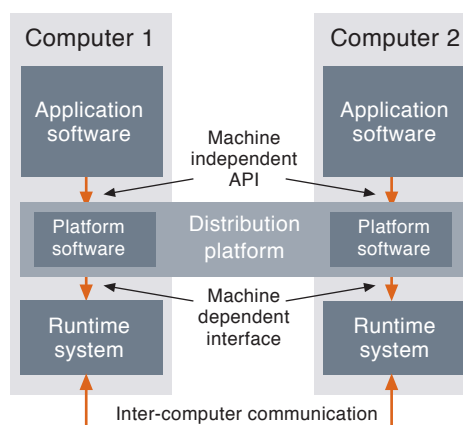 Computer 1
Computer 2
Application
software
Application
software
Machine
independent
API
Platform
software
Distribution
platform
Platform
software
Machine
dependent
interface
Runtime
system
Runtime
system
Inter-computer communication